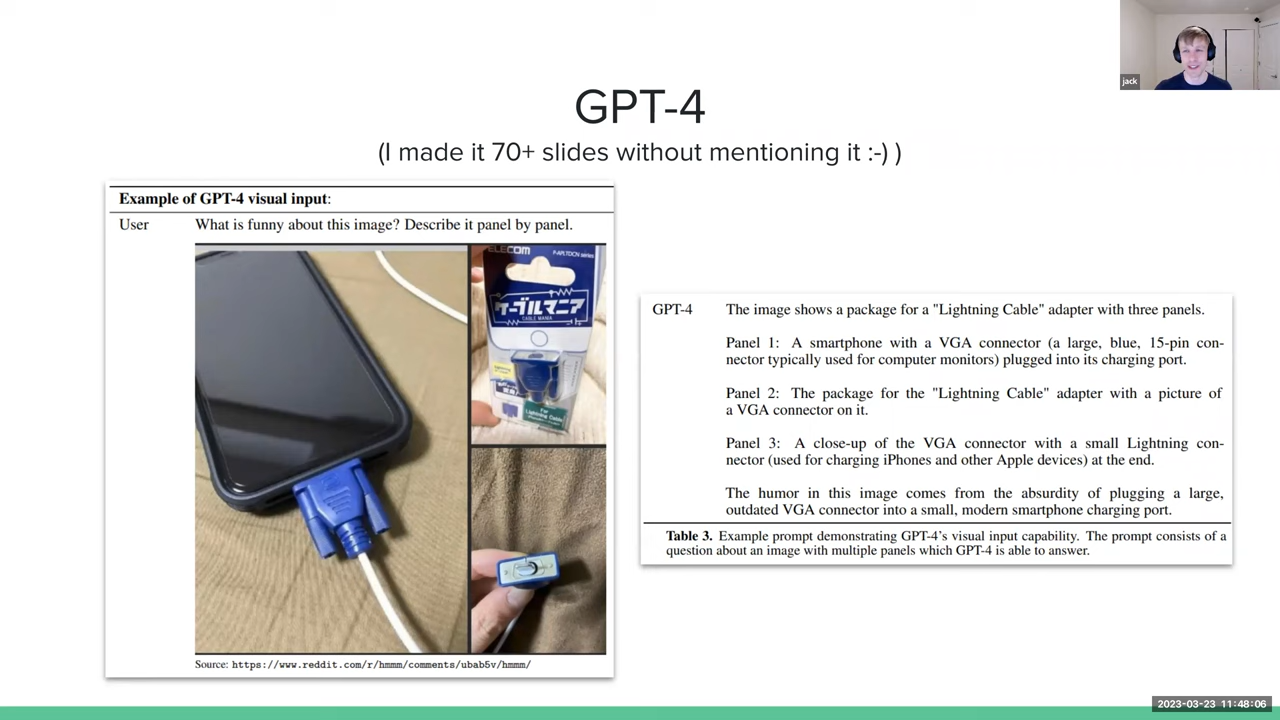 jack
GPT-4
(I made it 70+ slides without mentioning it :-) )
Example of GPT-4 visual input:
User What is funny about this image? Describe it panel by panel.
ELECOM P-APLTDCN series
ケーブルマニア
CABLE MANIA
For
Lightning Cable
Source: https://www.reddit.com/r/hmmm/comments/ubab5v/hmmm/
GPT-4 The image shows a package for a "Lightning Cable" adapter with three panels.
Panel 1: A smartphone with a VGA connector (a large, blue, 15-pin con-
nector typically used for computer monitors) plugged into its charging port.
Panel 2: The package for the "Lightning Cable" adapter with a picture of
a VGA connector on it.
Panel 3: A close-up of the VGA connector with a small Lightning con-
nector (used for charging iPhones and other Apple devices) at the end.
The humor in this image comes from the absurdity of plugging a large,
outdated VGA connector into a small, modern smartphone charging port.
Table 3. Example prompt demonstrating GPT-4's visual input capability. The prompt consists of a
question about an image with multiple panels which GPT-4 is able to answer.
2023-03-23 11:48:06